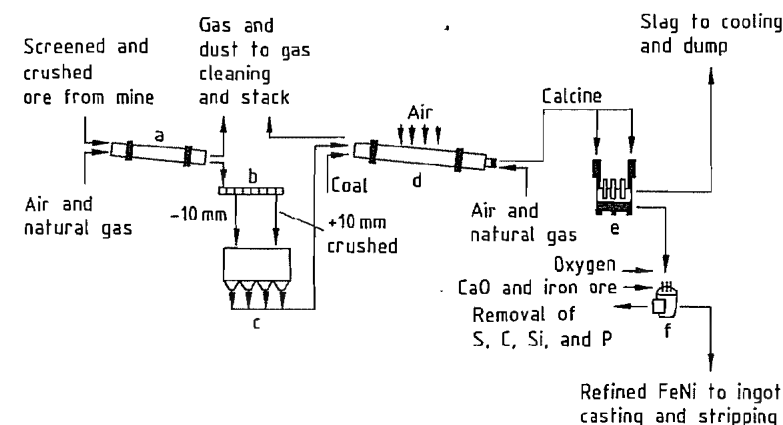 Screened and
crushed
ore from mine
Gas and
dust to gas
cleaning
and stack
Slag to cooling
and dump
Air
Calcine
a
b
Coal
d
Air and
natural gas
-10 mm
+10 mm
crushed
Air and
natural gas
e
c
Oxygen
CaO and iron ore
Removal of
S, C, Si, and P
f
Refined FeNi to ingot
casting and stripping